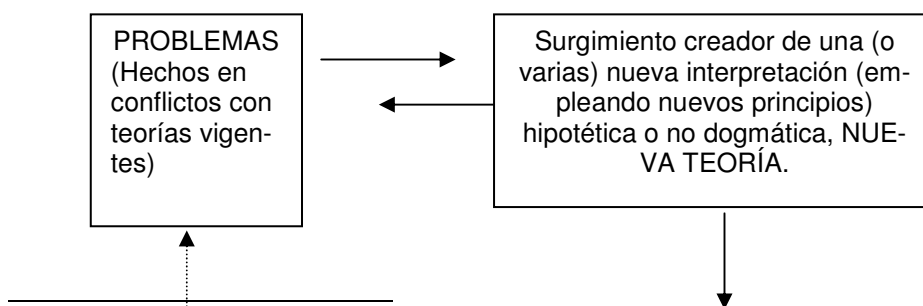 PROBLEMAS
(Hechos en
conflictos con
teorías vigen-
tes)
Surgimiento creador de una (o
varias) nueva interpretación (em-
pleando nuevos principios)
hipotética o no dogmática, NUE-
VA TEORÍA.